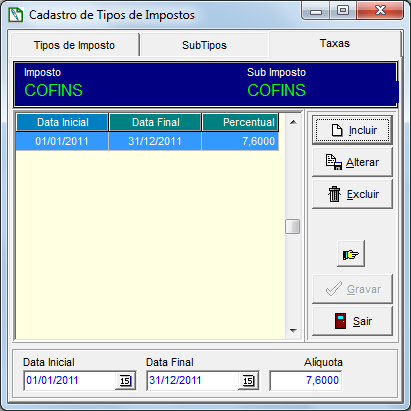 Cadastro de Tipos de Impostos
Tipos de Imposto SubTipos Taxas
Imposto Sub Imposto
COFINS COFINS
Data Inicial Data Final Percentual
01/01/2011 31/12/2011 7,6000
Incluir
Alterar
Excluir
Gravar
Sair
Data Inicial Data Final Alíquota
01/01/2011 15 31/12/2011 15 7,6000